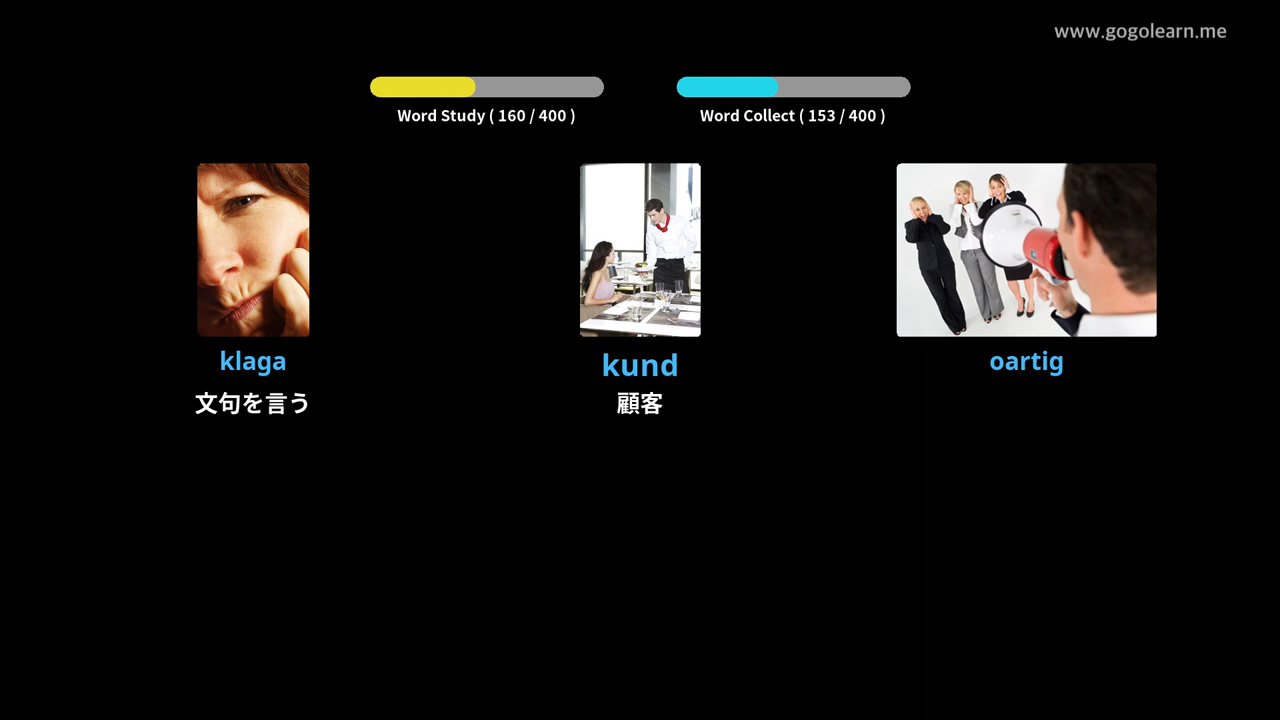 www.gogolearn.me
Word Study ( 160 / 400 )
Word Collect ( 153 / 400 )
klaga
kund
oartig
文句を言う
顧客